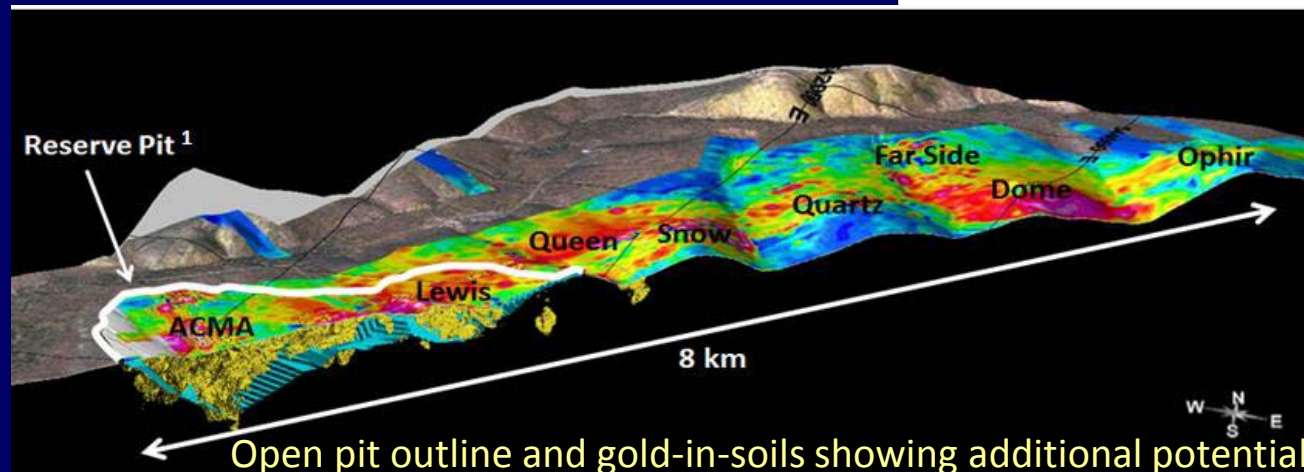 Reserve Pit 1
Far Side
Ophir
Dome
Quartz
Queen
Snow
Lewis
ACMA
8 km
N
W
E
S
Open pit outline and gold-in-soils showing additional potential